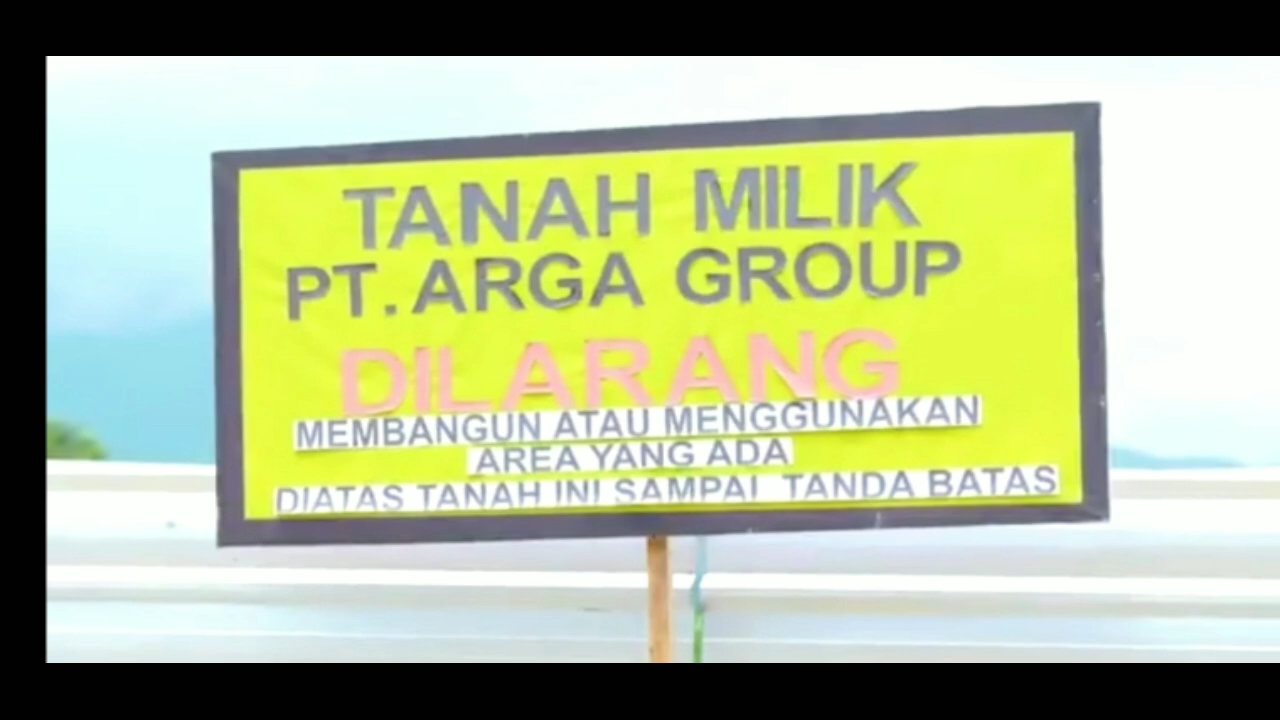 TANAH MILIK
PT. ARGA GROUP
DILARANG
MEMBANGUN ATAU MENGGUNAKAN
AREA YANG ADA
DIATAS TANAH INI SAMPAI TANDA BATAS